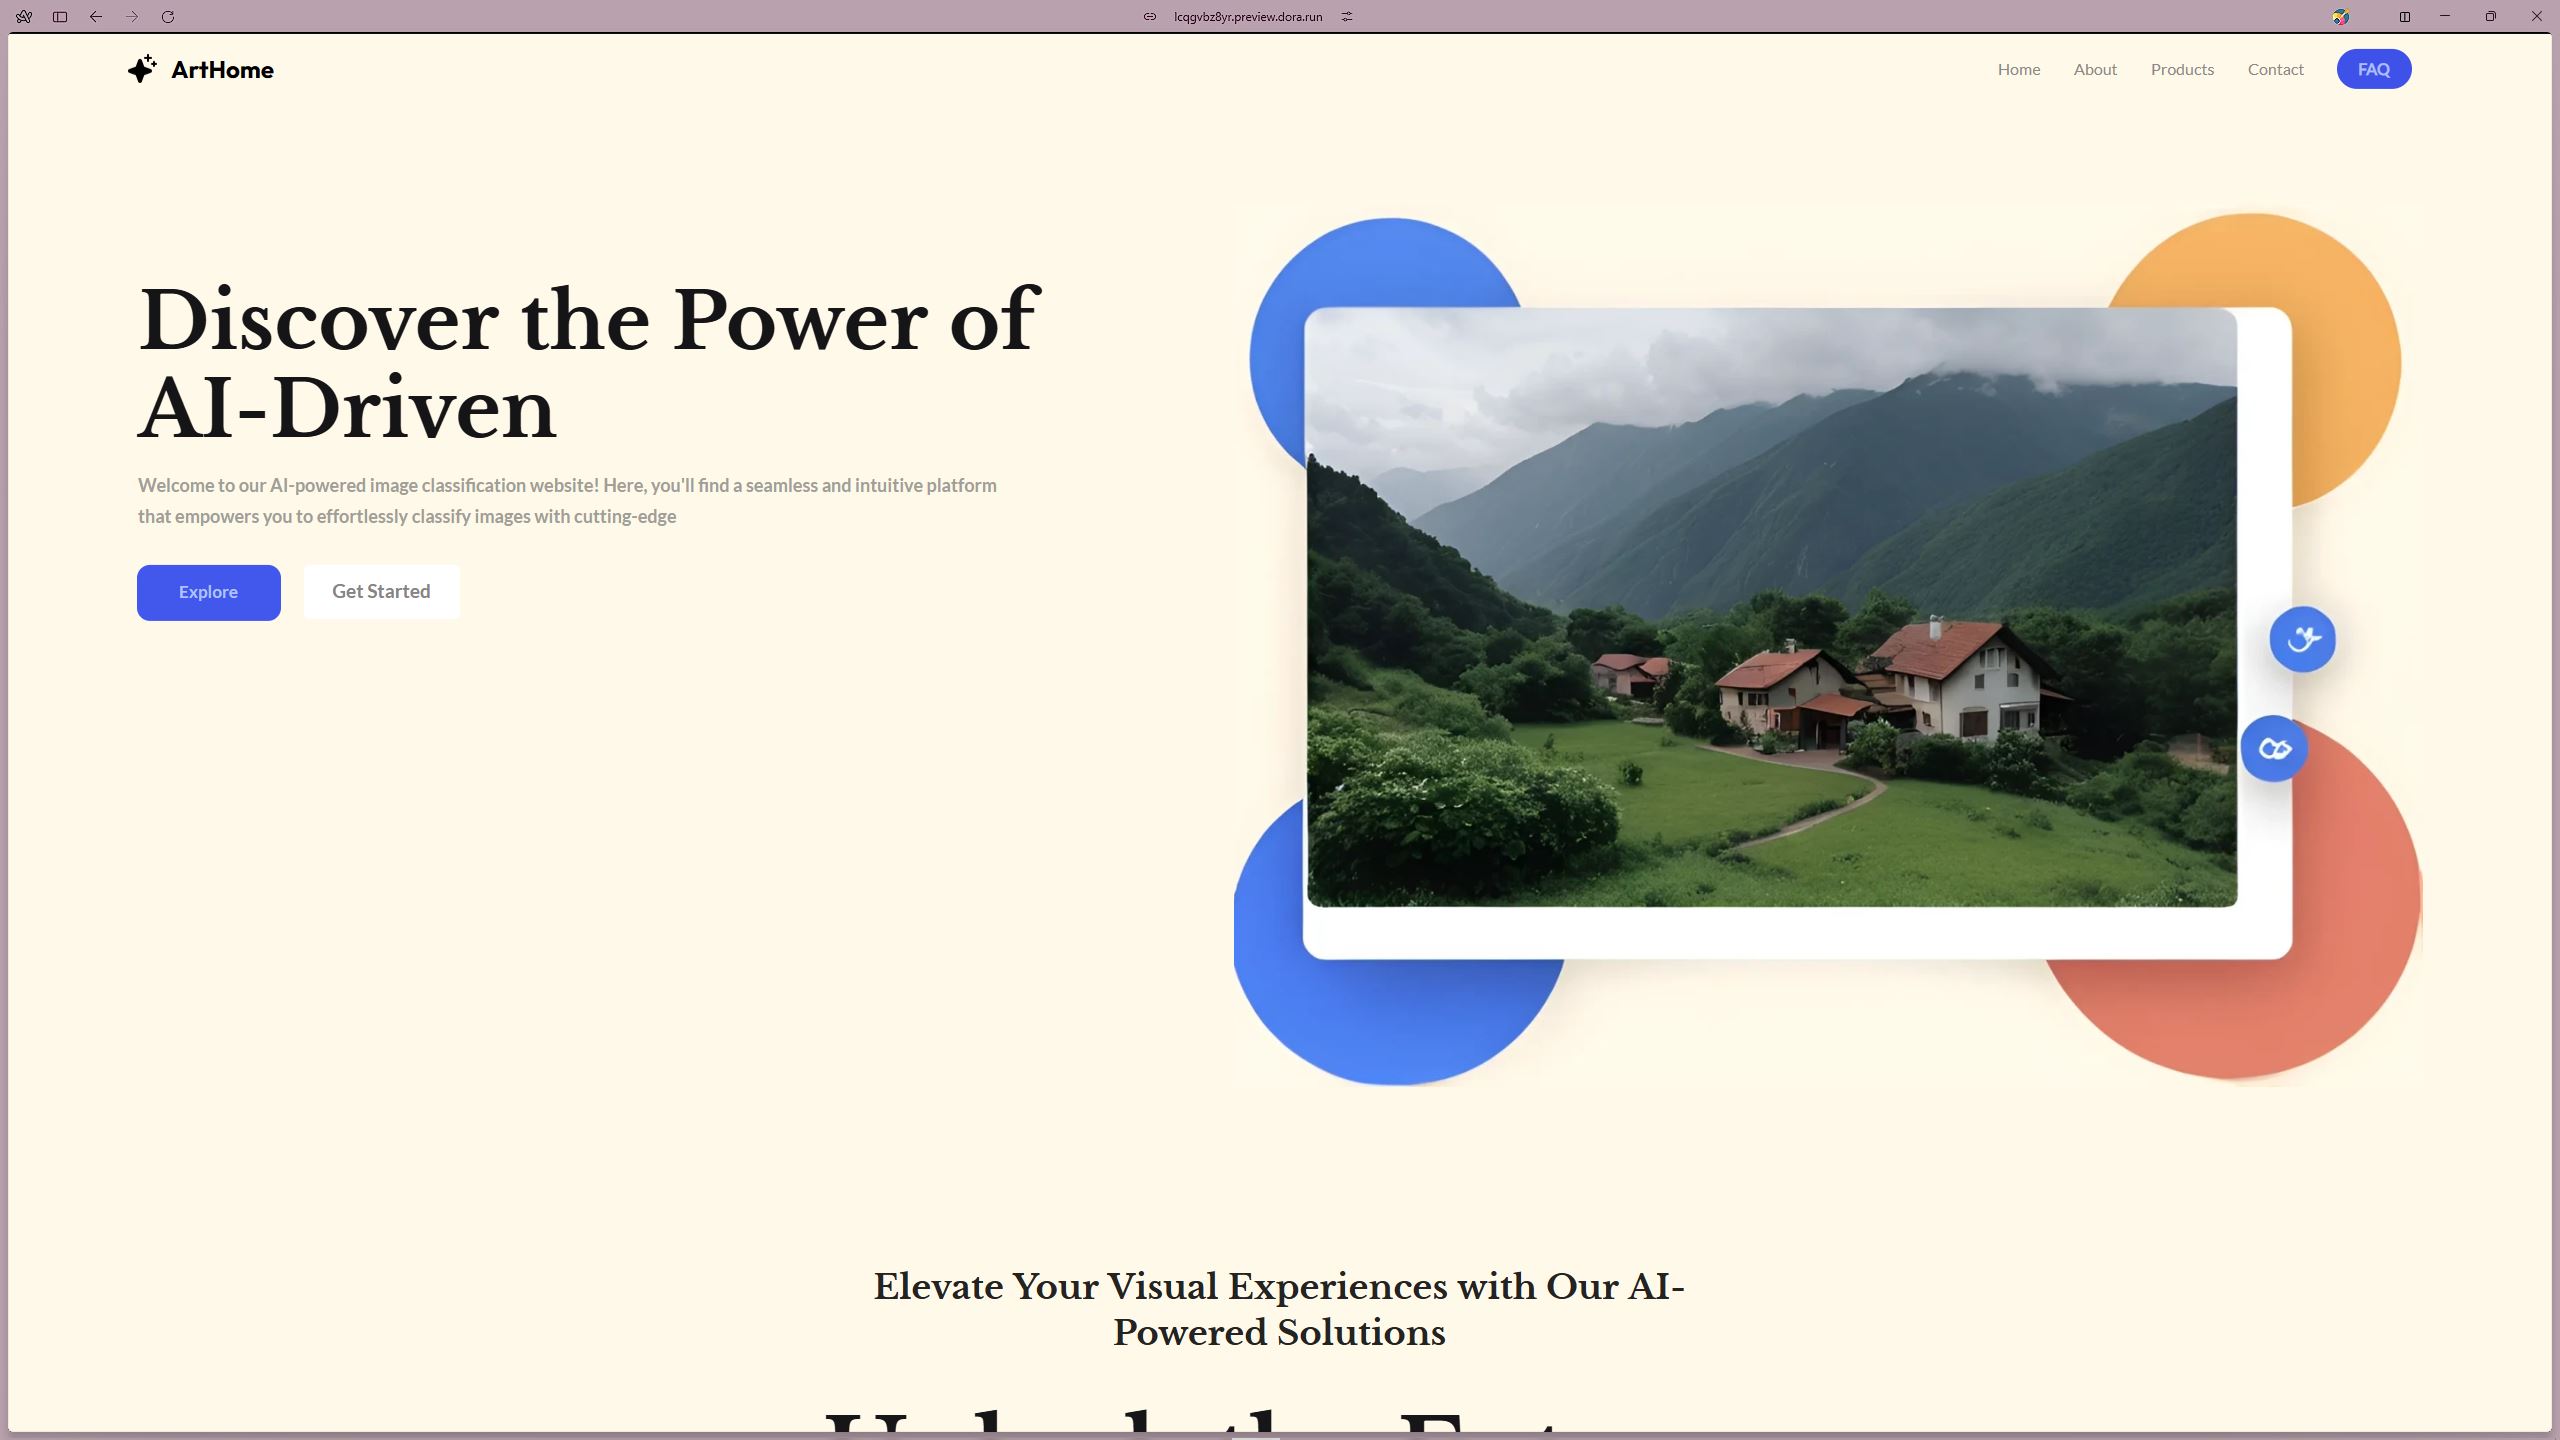 lcqgvbz8yr.preview.dora.run
ArtHome
Home About Products Contact FAQ
Discover the Power of
AI-Driven
Welcome to our AI-powered image classification website! Here, you'll find a seamless and intuitive platform
that empowers you to effortlessly classify images with cutting-edge
Explore Get Started
Elevate Your Visual Experiences with Our AI-
Powered Solutions